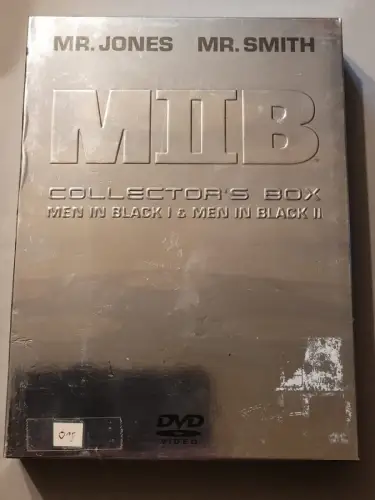 MR. JONES MR. SMITH
MIIB
COLLECTOR'S BOX
MEN IN BLACK I & MEN IN BLACK II
DVD
VIDEO